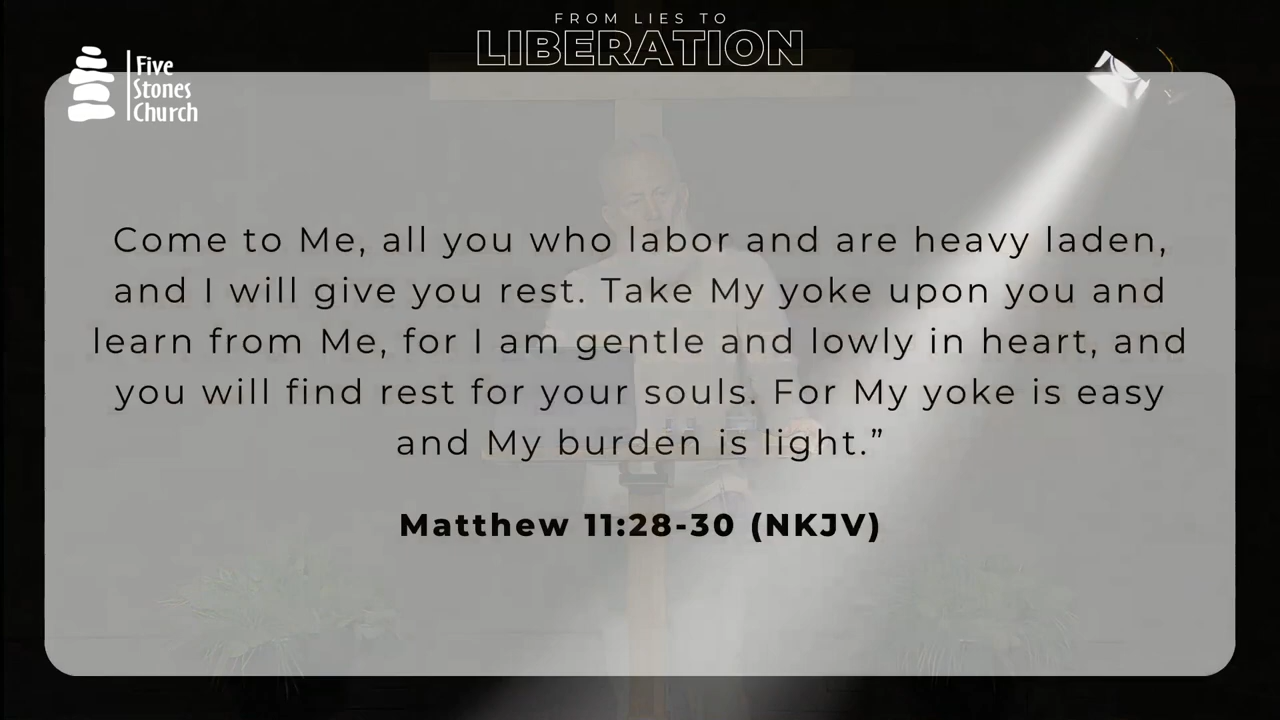 FROM LIES TO
LIBERATION
Five
Stones
Church
Come to Me, all you who labor and are heavy laden,
and I will give you rest. Take My yoke upon you and
learn from Me, for I am gentle and lowly in heart, and
you will find rest for your souls. For My yoke is easy
and My burden is light.”
Matthew 11:28-30 (NKJV)